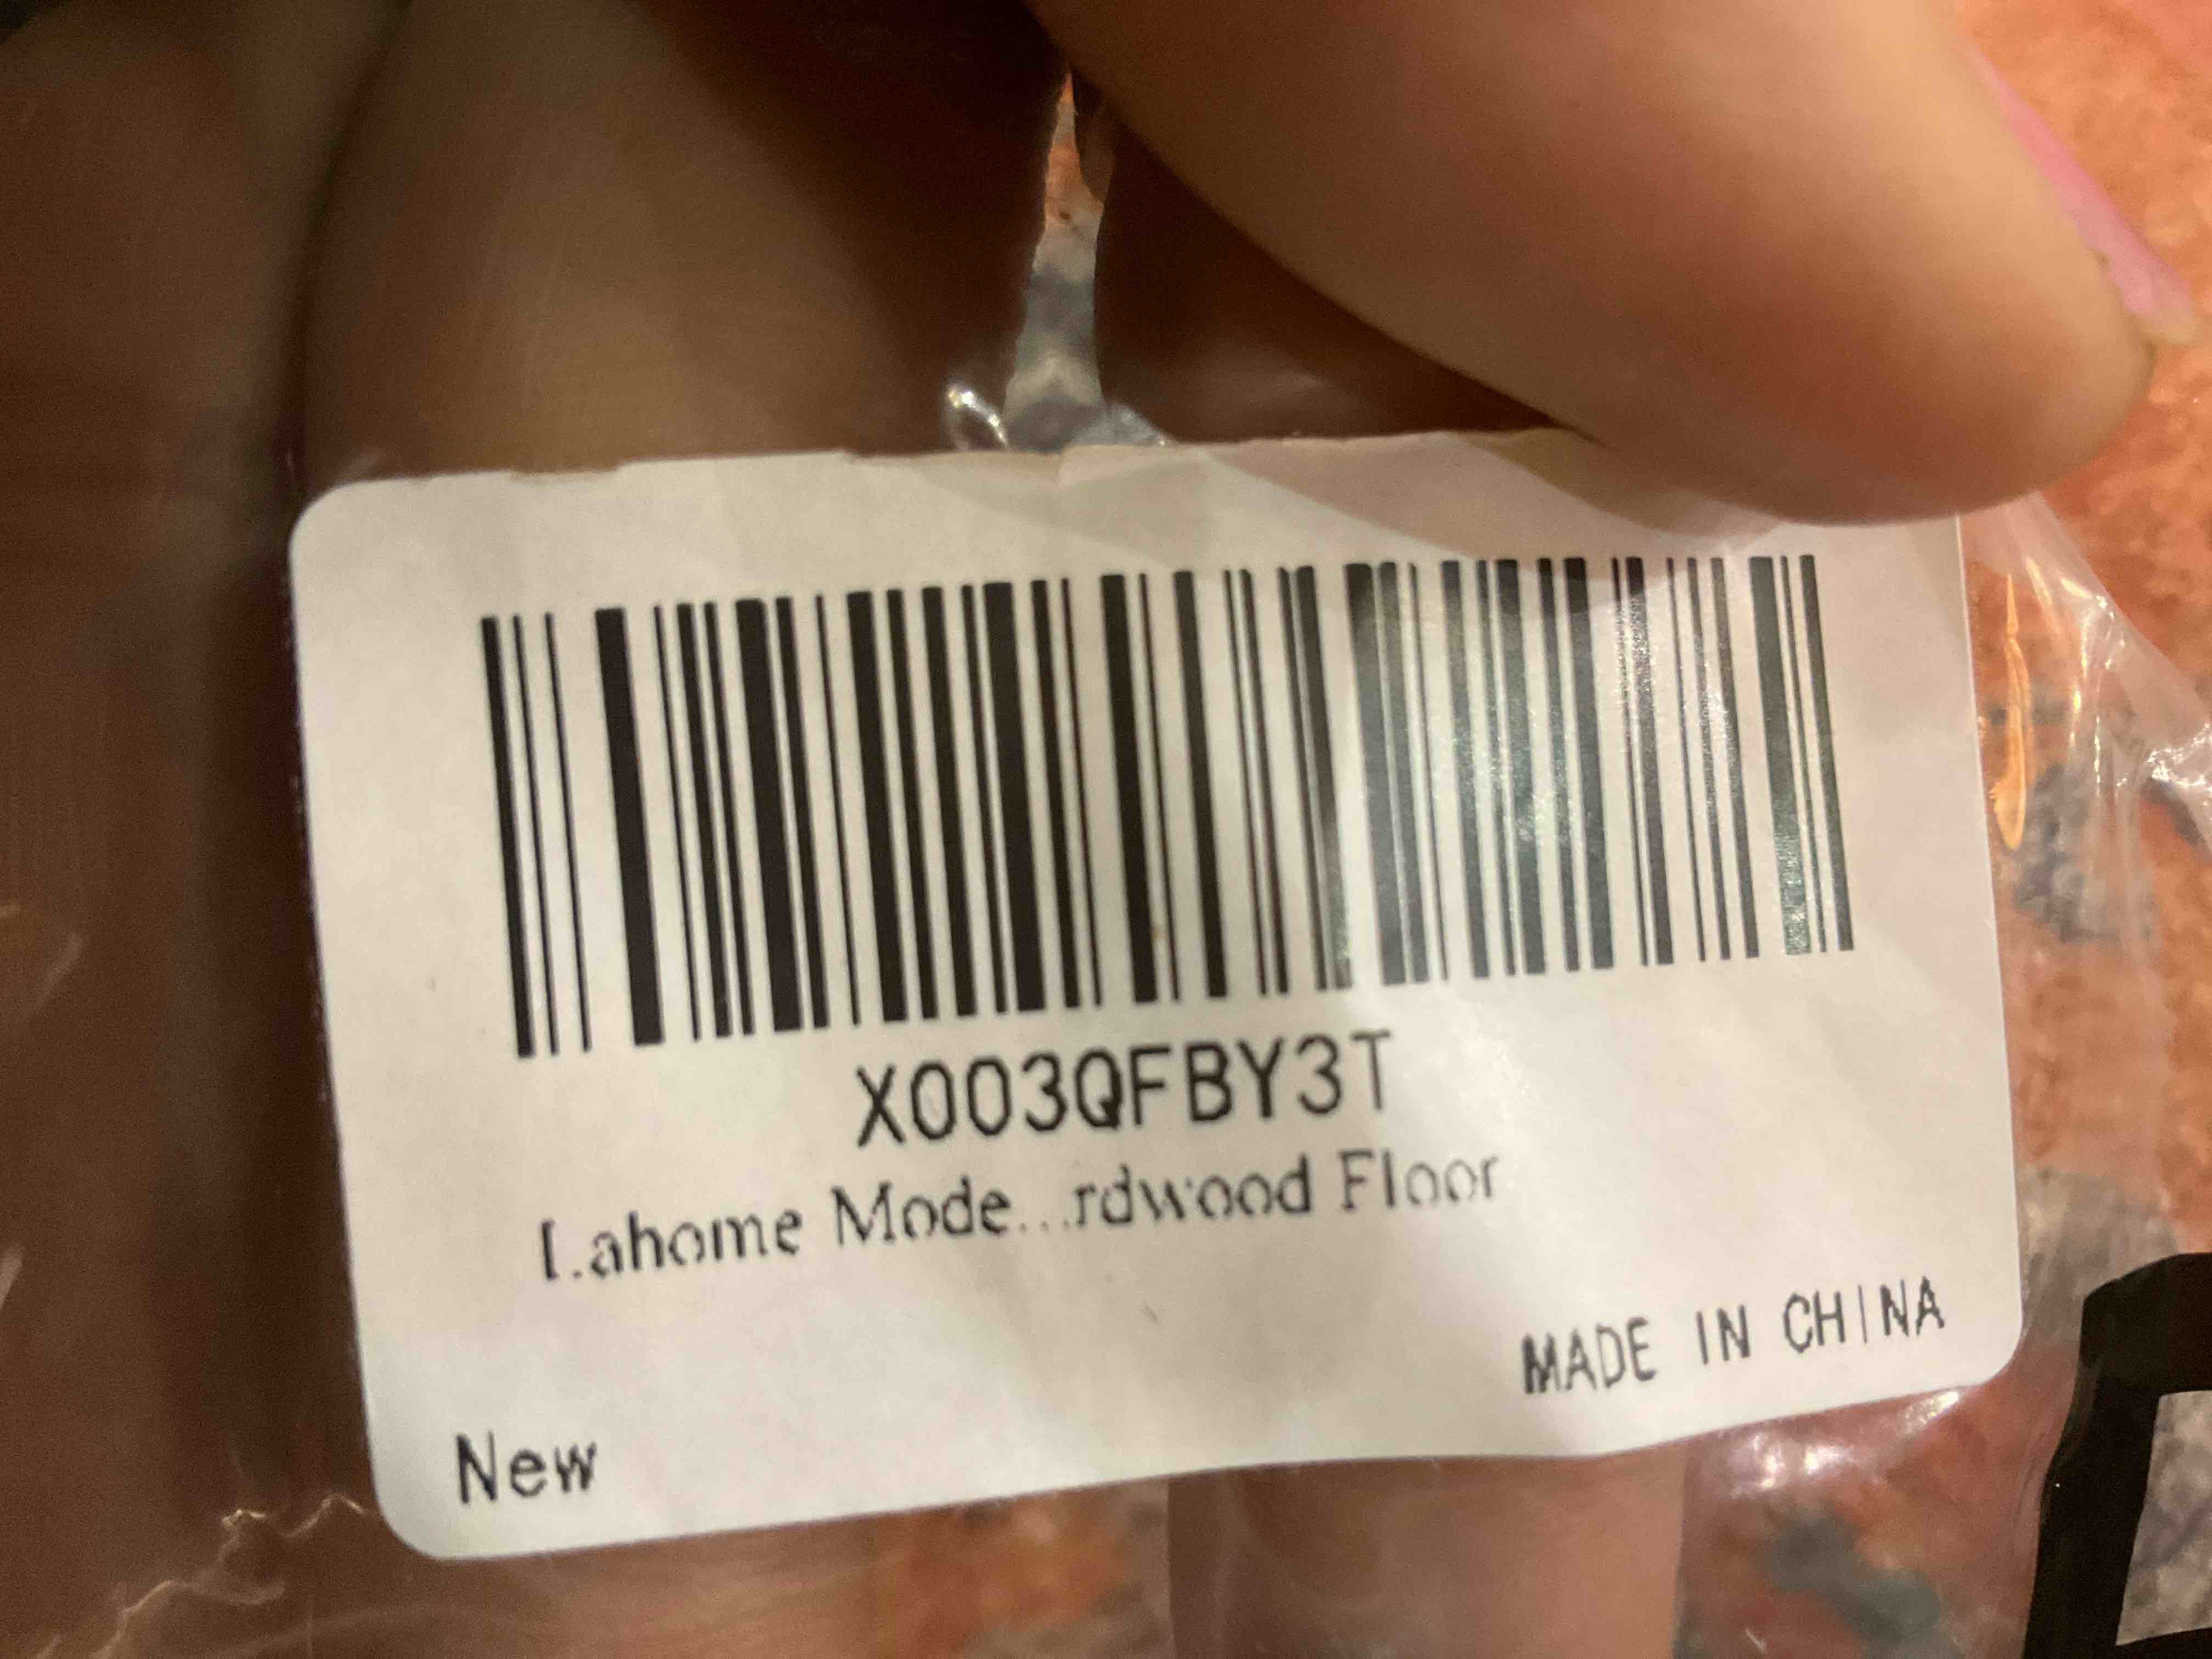 X003QFBY3T
Lahome Mode...rdwood Floor
MADE IN CHINA
New